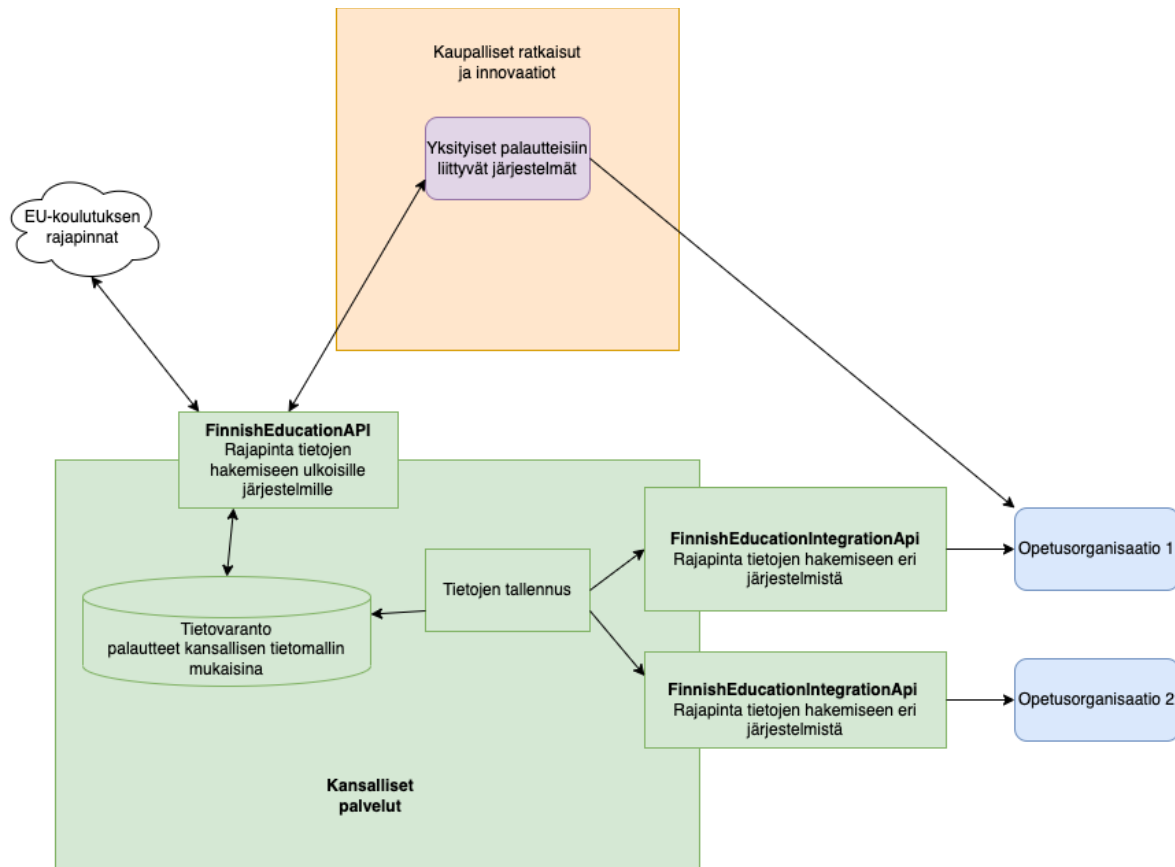 Kaupalliset ratkaisut
ja innovaatiot
Yksityiset palautteisiin
liittyvät järjestelmät
EU-koulutuksen
rajapinnat
FinnishEducationAPI
Rajapinta tietojen
hakemiseen ulkoisille
järjestelmille
FinnishEducationIntegrationApi
Rajapinta tietojen hakemiseen eri
järjestelmistä
Opetusorganisaatio 1
Tietojen tallennus
Tietovaranto
palautteet kansallisen tietomallin
mukaisina
FinnishEducationIntegrationApi
Rajapinta tietojen hakemiseen eri
järjestelmistä
Opetusorganisaatio 2
Kansalliset
palvelut